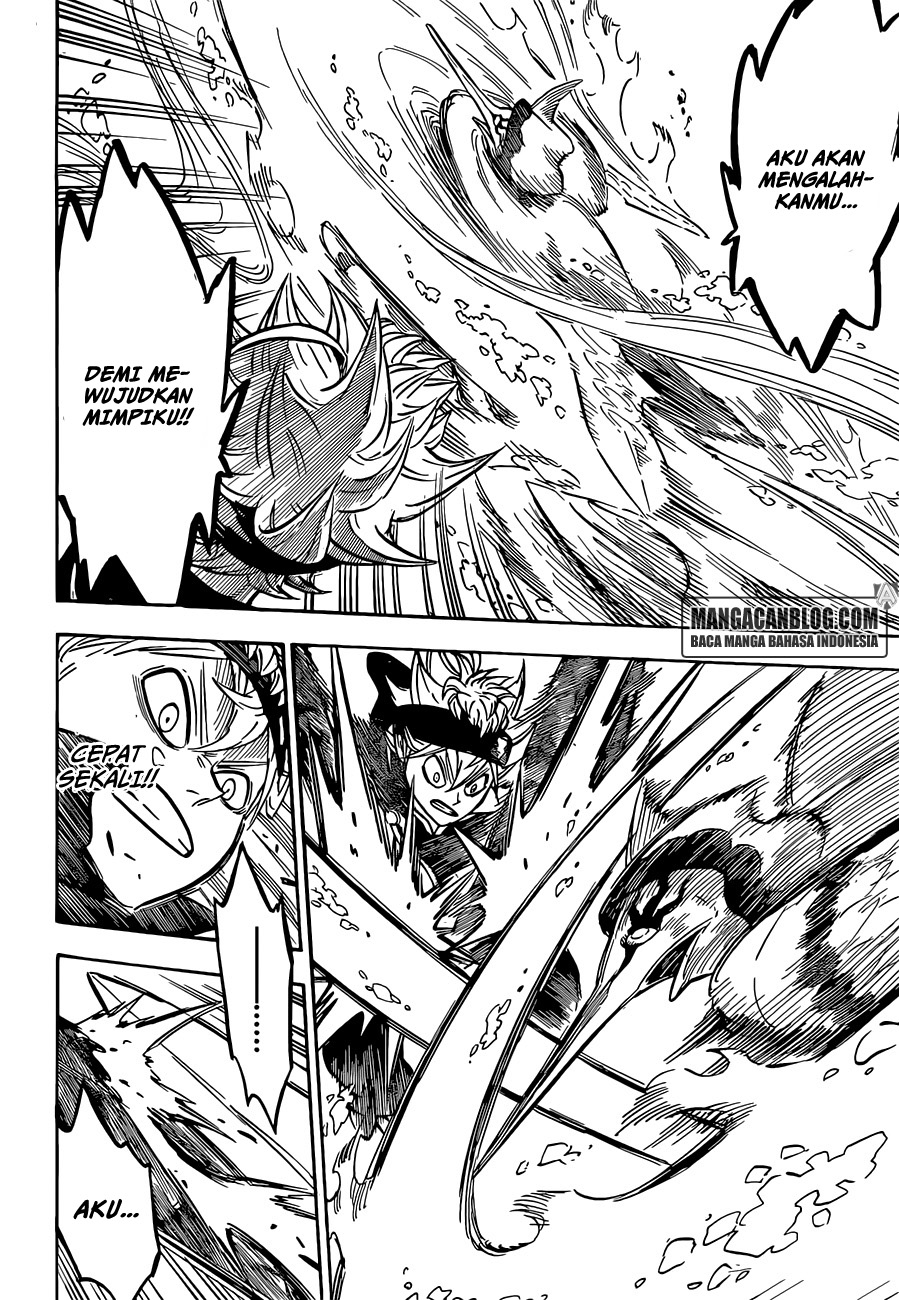 AKU AKAN
MENGALAH-
KANMU...
DEMI ME-
WUJUDKAN
MIMPIKU!!
MANGACANBLOG.COM
BACA MANGA BAHASA INDONESIA
CEPAT
SEKALI!!
AKU...